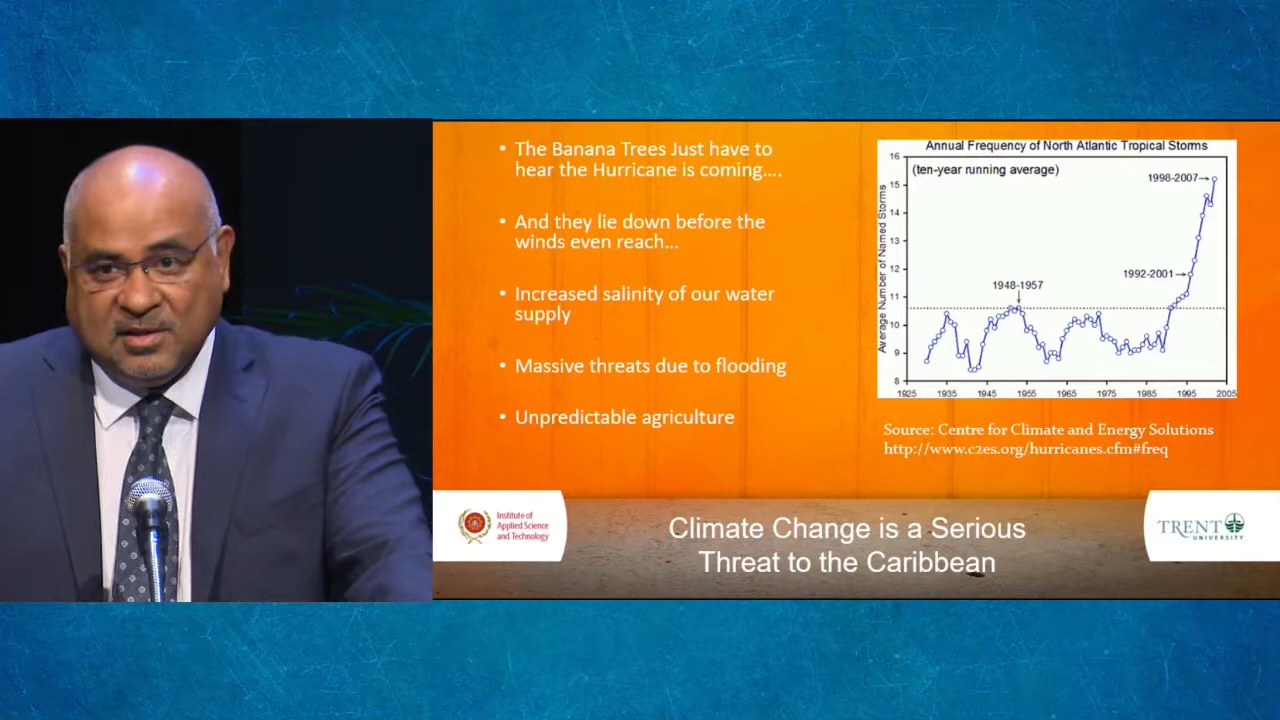 • The Banana Trees Just have to
hear the Hurricane is coming....
• And they lie down before the
winds even reach...
• Increased salinity of our water
supply
• Massive threats due to flooding
• Unpredictable agriculture
Annual Frequency of North Atlantic Tropical Storms
(ten-year running average)
Average Number of Named Storms
16
15
14
13
12
11
10
9
8
1998-2007
1992-2001
1948-1957
1925 1935 1945 1955 1965 1975 1985 1995 2005
Source: Centre for Climate and Energy Solutions
http://www.c2es.org/hurricanes.cfm#freq
Institute of
Applied Science
and Technology
Climate Change is a Serious
Threat to the Caribbean
TRENT
UNIVERSITY